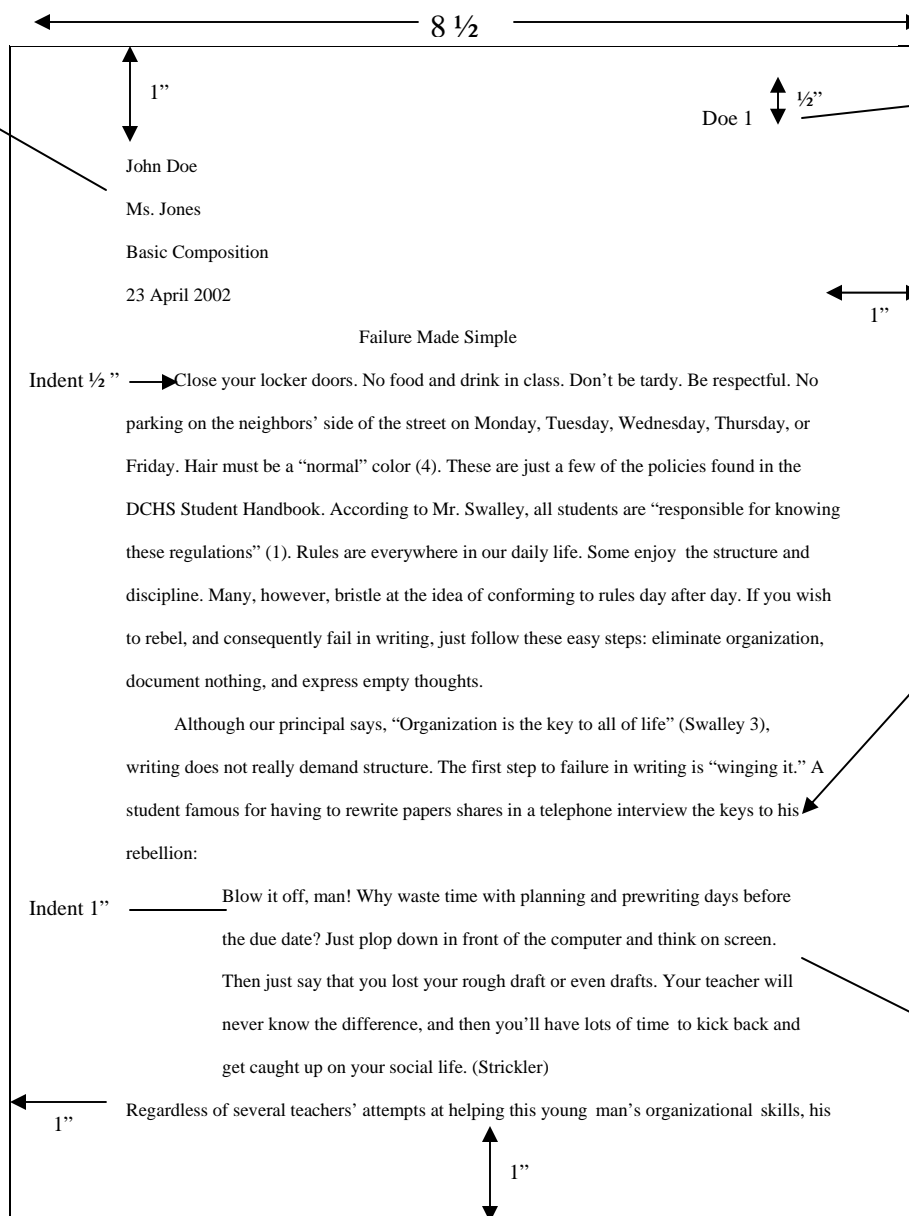 8 ½
1”
½”
Doe 1
John Doe
Ms. Jones
Basic Composition
23 April 2002
1”
Failure Made Simple
Indent ½ ” Close your locker doors. No food and drink in class. Don’t be tardy. Be respectful. No
parking on the neighbors’ side of the street on Monday, Tuesday, Wednesday, Thursday, or
Friday. Hair must be a “normal” color (4). These are just a few of the policies found in the
DCHS Student Handbook. According to Mr. Swalley, all students are “responsible for knowing
these regulations” (1). Rules are everywhere in our daily life. Some enjoy the structure and
discipline. Many, however, bristle at the idea of conforming to rules day after day. If you wish
to rebel, and consequently fail in writing, just follow these easy steps: eliminate organization,
document nothing, and express empty thoughts.
Although our principal says, “Organization is the key to all of life” (Swalley 3),
writing does not really demand structure. The first step to failure in writing is “winging it.” A
student famous for having to rewrite papers shares in a telephone interview the keys to his
rebellion:
Indent 1” Blow it off, man! Why waste time with planning and prewriting days before
the due date? Just plop down in front of the computer and think on screen.
Then just say that you lost your rough draft or even drafts. Your teacher will
never know the difference, and then you’ll have lots of time to kick back and
get caught up on your social life. (Strickler)
Regardless of several teachers’ attempts at helping this young man’s organizational skills, his
1”
1”